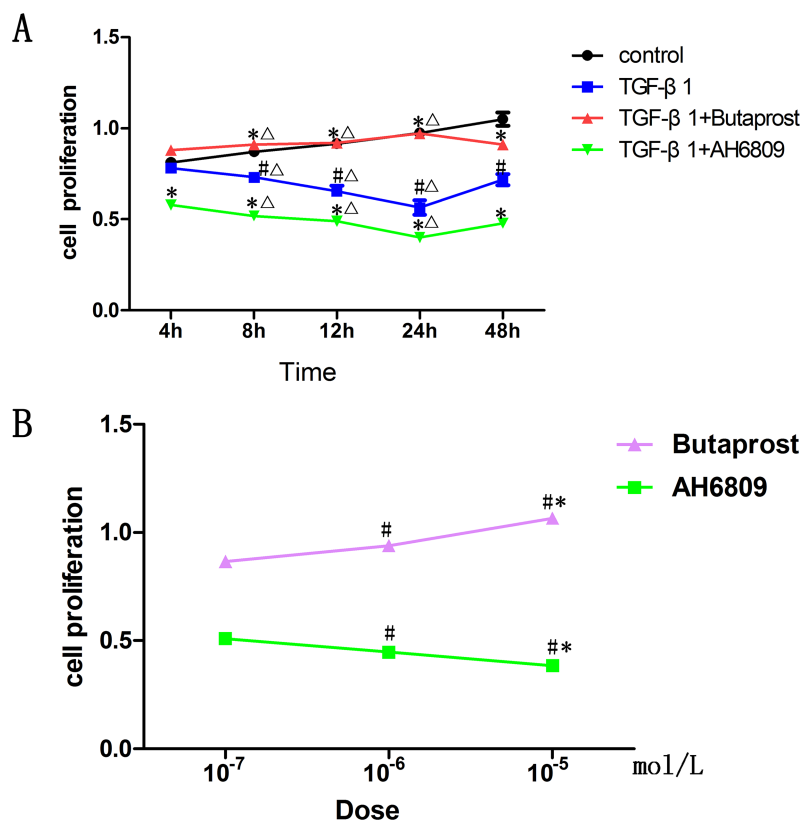 A
1.5
1.0
0.5
0.0
cell proliferation
control
TGF-β 1
TGF-β 1+Butaprost
TGF-β 1+AH6809
*△ *△ *△ *
#△ #△ #△ #
* *△ *△ *△ *
4h 8h 12h 24h 48h
Time
B
1.5
1.0
0.5
0.0
cell proliferation
Butaprost
AH6809
# #*
# #*
10⁻⁷ 10⁻⁶ 10⁻⁵ mol/L
Dose